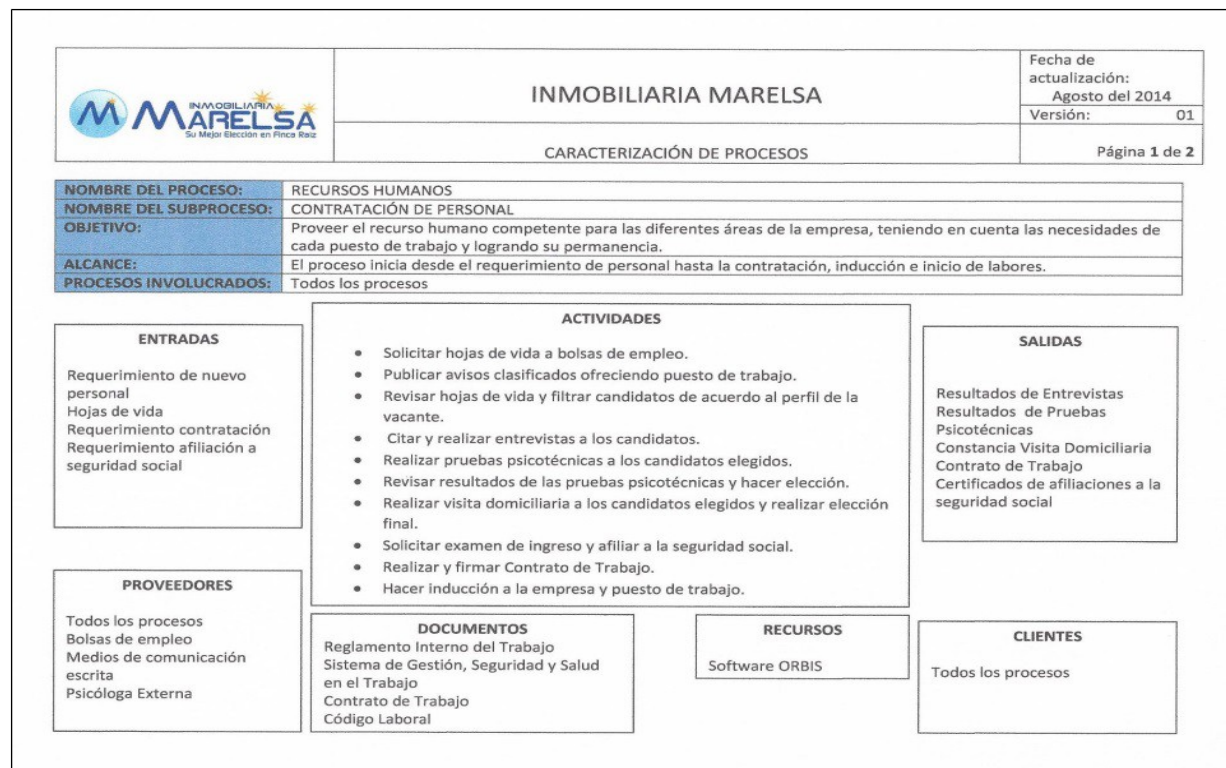 INMOBILIARIA
MARELSA
Su Mejor Elección en Finca Raíz
INMOBILIARIA MARELSA
CARACTERIZACIÓN DE PROCESOS
Fecha de
actualización:
Agosto del 2014
Versión: 01
Página 1 de 2
NOMBRE DEL PROCESO: RECURSOS HUMANOS
NOMBRE DEL SUBPROCESO: CONTRATACIÓN DE PERSONAL
OBJETIVO: Proveer el recurso humano competente para las diferentes áreas de la empresa, teniendo en cuenta las necesidades de
cada puesto de trabajo y logrando su permanencia.
ALCANCE: El proceso inicia desde el requerimiento de personal hasta la contratación, inducción e inicio de labores.
PROCESOS INVOLUCRADOS: Todos los procesos
ENTRADAS
Requerimiento de nuevo
personal
Hojas de vida
Requerimiento contratación
Requerimiento afiliación a
seguridad social
ACTIVIDADES
• Solicitar hojas de vida a bolsas de empleo.
• Publicar avisos clasificados ofreciendo puesto de trabajo.
• Revisar hojas de vida y filtrar candidatos de acuerdo al perfil de la
vacante.
• Citar y realizar entrevistas a los candidatos.
• Realizar pruebas psicotécnicas a los candidatos elegidos.
• Revisar resultados de las pruebas psicotécnicas y hacer elección.
• Realizar visita domiciliaria a los candidatos elegidos y realizar elección
final.
• Solicitar examen de ingreso y afiliar a la seguridad social.
• Realizar y firmar Contrato de Trabajo.
• Hacer inducción a la empresa y puesto de trabajo.
SALIDAS
Resultados de Entrevistas
Resultados de Pruebas
Psicotécnicas
Constancia Visita Domiciliaria
Contrato de Trabajo
Certificados de afiliaciones a la
seguridad social
PROVEEDORES
Todos los procesos
Bolsas de empleo
Medios de comunicación
escrita
Psicóloga Externa
DOCUMENTOS
Reglamento Interno del Trabajo
Sistema de Gestión, Seguridad y Salud
en el Trabajo
Contrato de Trabajo
Código Laboral
RECURSOS
Software ORBIS
CLIENTES
Todos los procesos